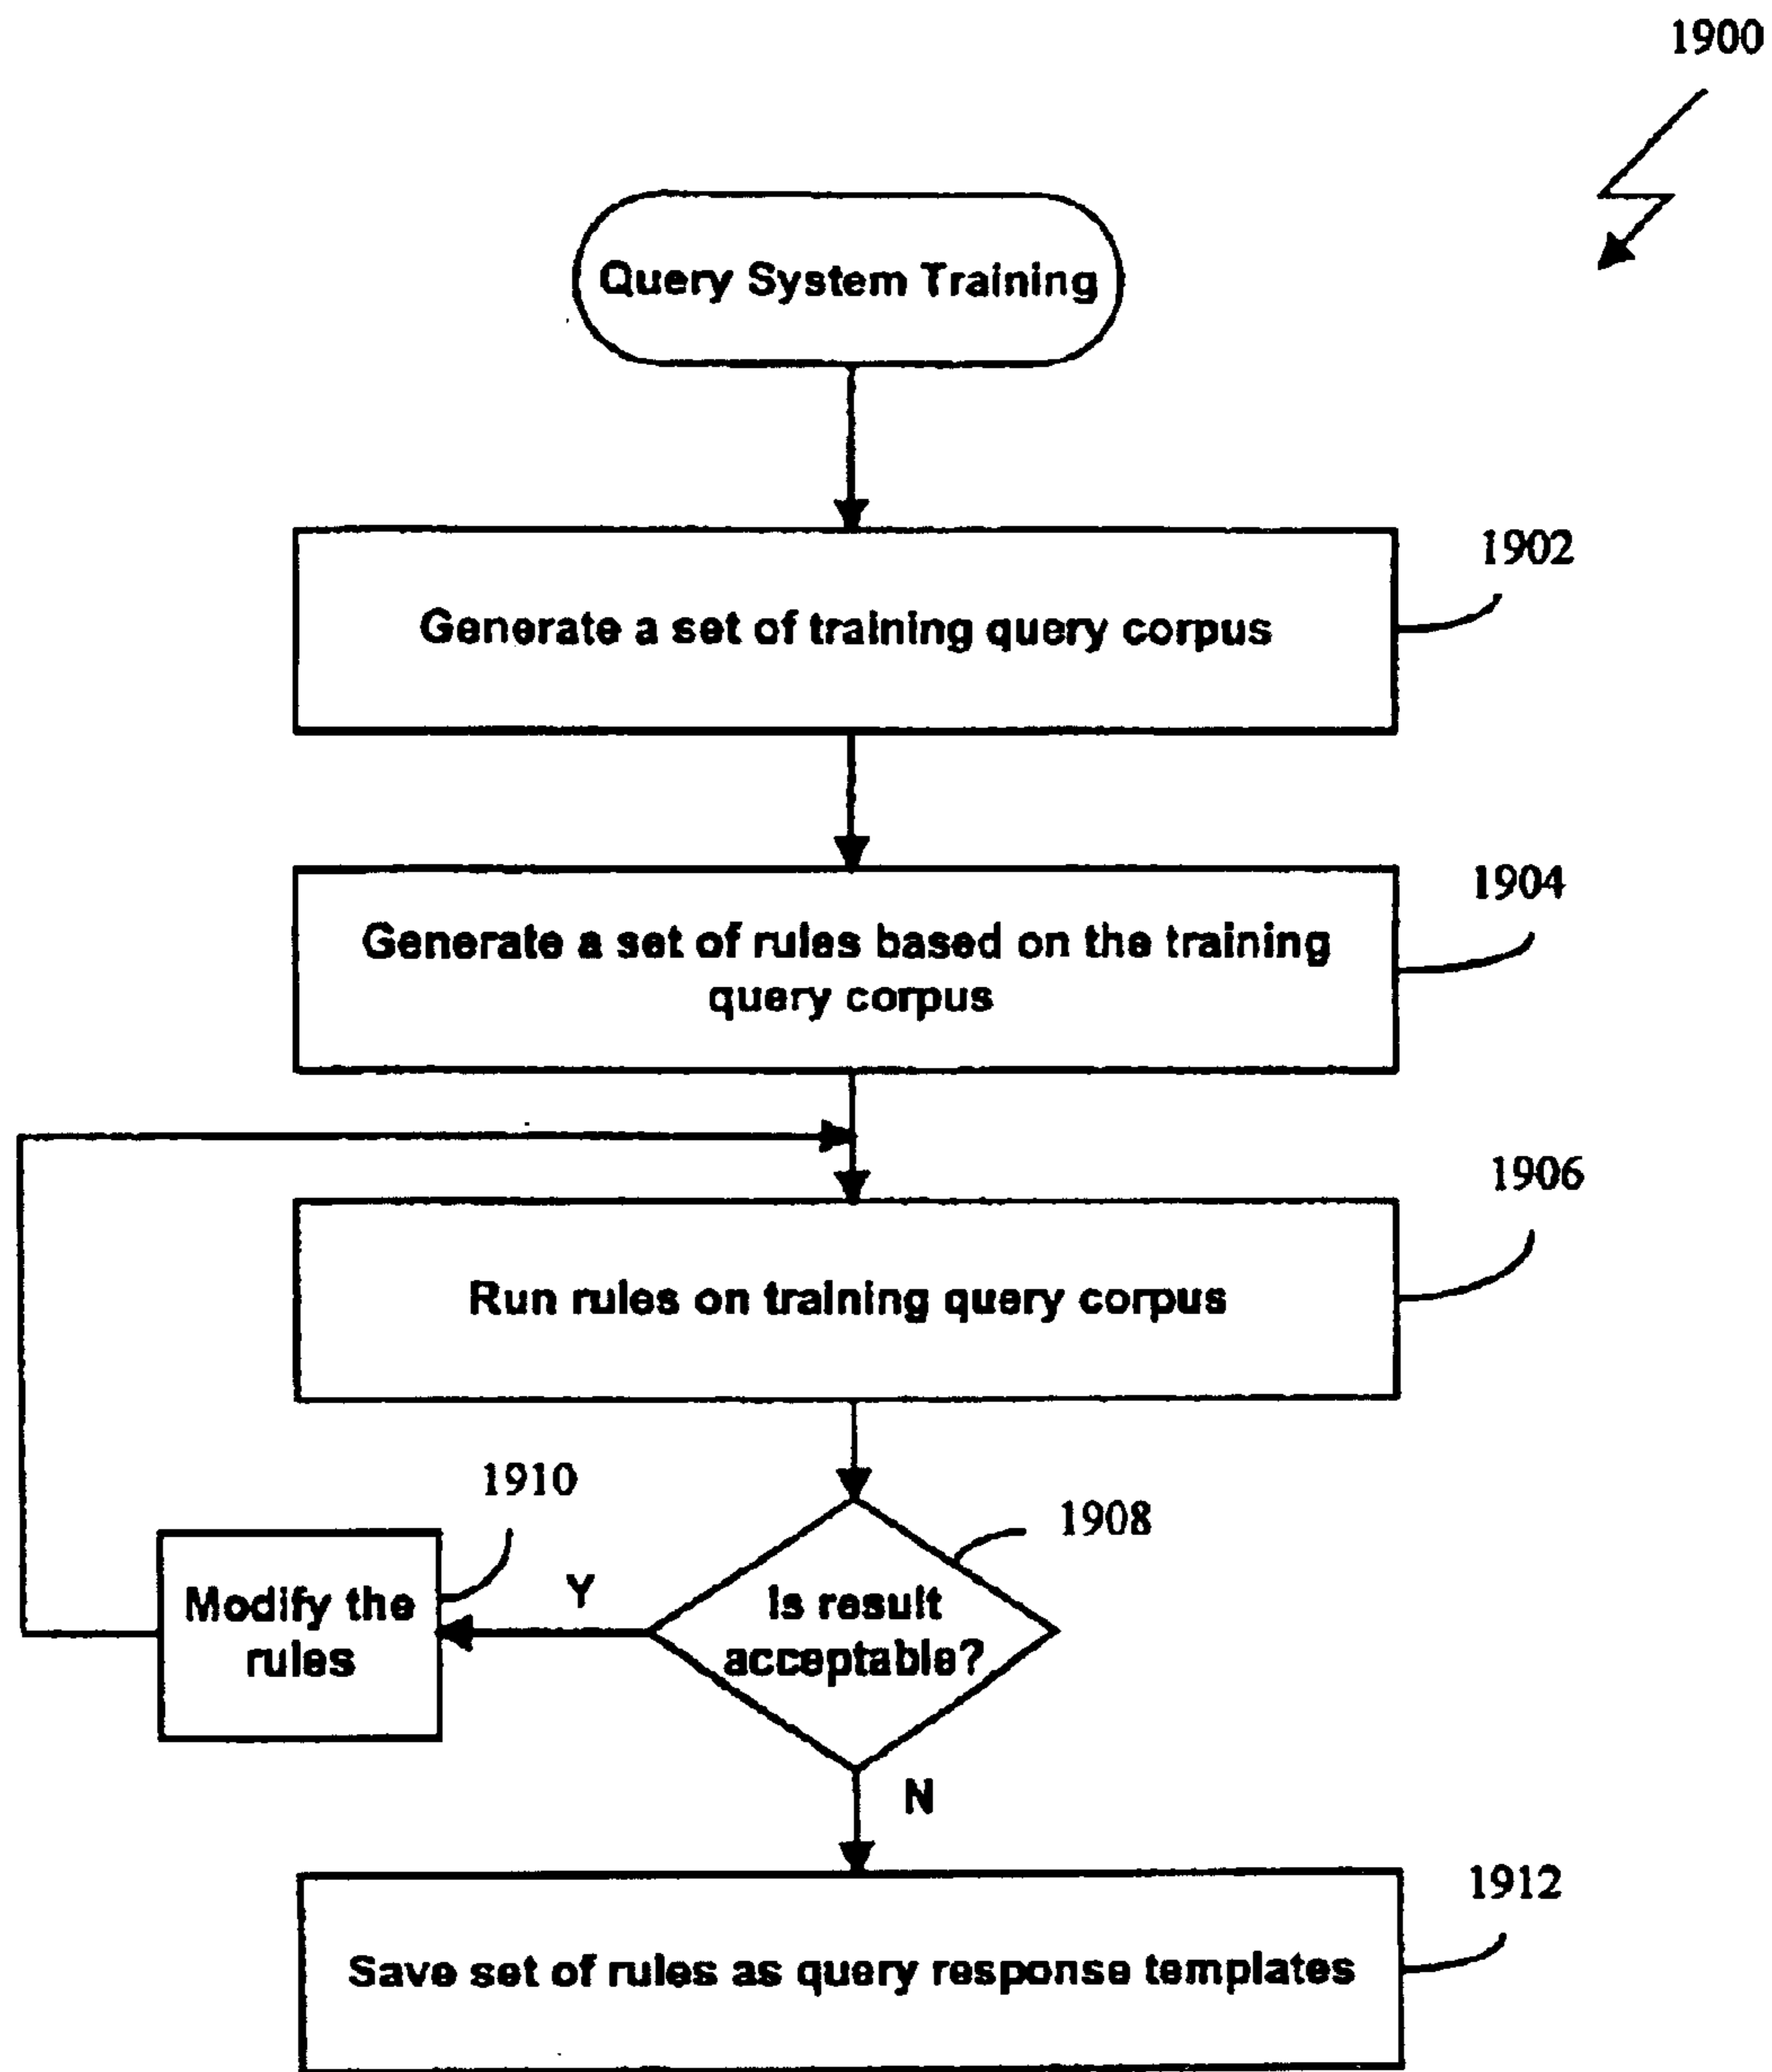 1900
Query System Training
1902
Generate a set of training query corpus
1904
Generate a set of rules based on the training
query corpus
1906
Run rules on training query corpus
1910
1908
Modify the
rules
Y
Is result
acceptable?
N
1912
Save set of rules as query response templates